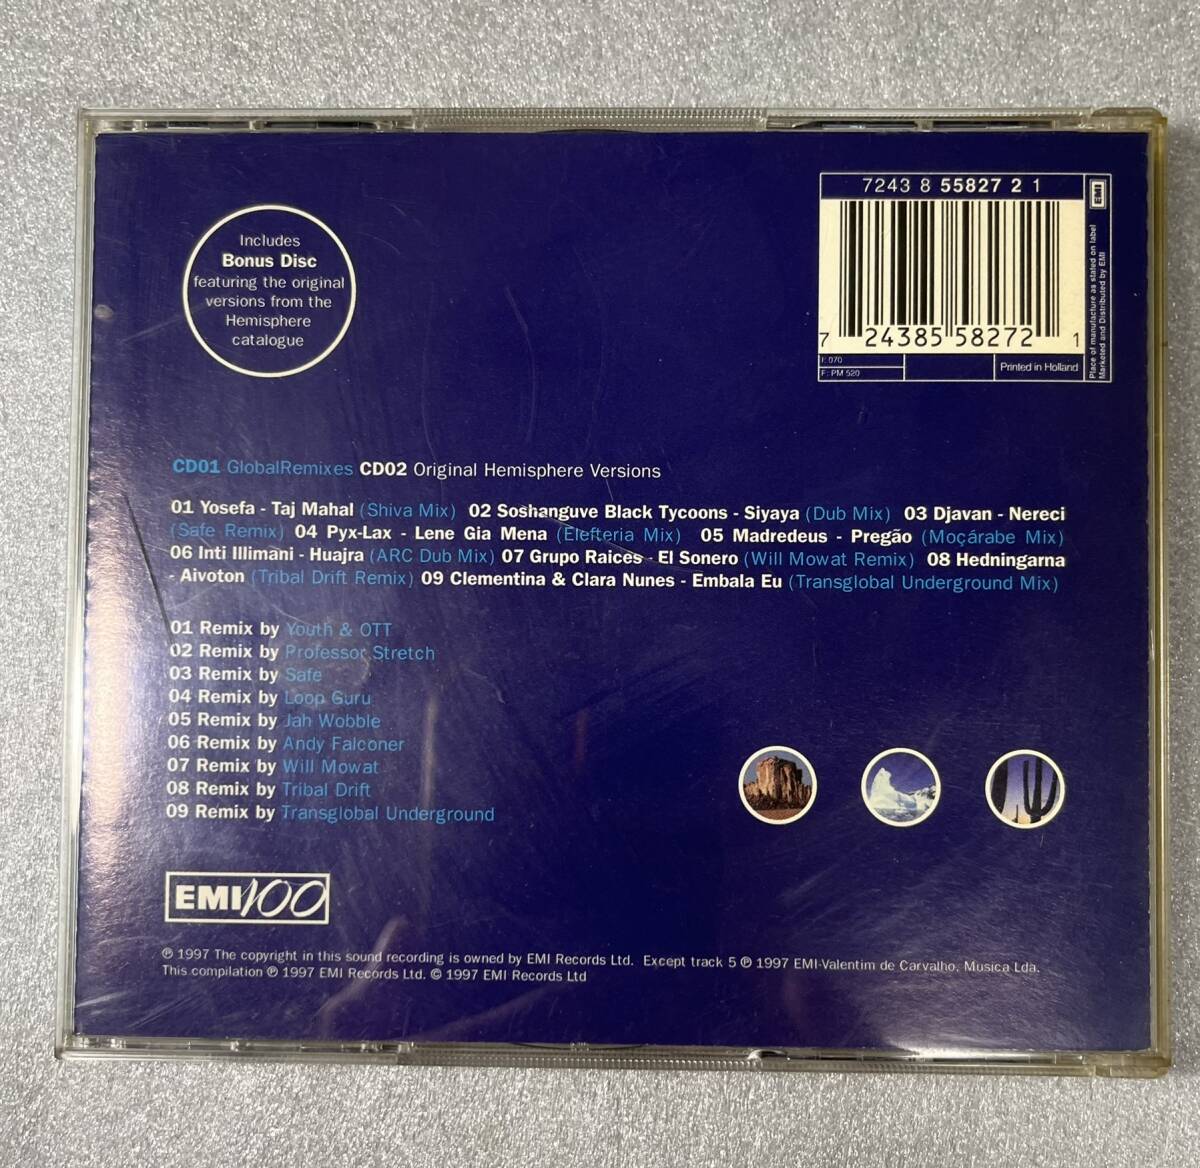 Includes
Bonus Disc
featuring the original
versions from the
Hemisphere
catalogue
7243 8 55827 2 1
EMI
7 24385 58272 1
F: PM 520
Printed in Holland
Place of manufacture as stated on label
Marketed and Distributed by EMI
CD01 GlobalRemixes CD02 Original Hemisphere Versions
01 Yosefa - Taj Mahal (Shiva Mix) 02 Soshanguve Black Tycoons - Siyaya (Dub Mix) 03 Djavan - Nereci
(Safe Remix) 04 Pyx-Lax - Lene Gia Mena (Elefteria Mix) 05 Madredeus - Pregão (Moçárabe Mix)
06 Inti Illimani - Huajra (ARC Dub Mix) 07 Grupo Raices - El Sonero (Will Mowat Remix) 08 Hedningarna
- Aivoton (Tribal Drift Remix) 09 Clementina & Clara Nunes - Embala Eu (Transglobal Underground Mix)
01 Remix by Youth & OTT
02 Remix by Professor Stretch
03 Remix by Safe
04 Remix by Loop Guru
05 Remix by Jah Wobble
06 Remix by Andy Falconer
07 Remix by Will Mowat
08 Remix by Tribal Drift
09 Remix by Transglobal Underground
EMI 100
℗ 1997 The copyright in this sound recording is owned by EMI Records Ltd. Except track 5 ℗ 1997 EMI-Valentim de Carvalho, Musica Lda.
This compilation ℗ 1997 EMI Records Ltd. © 1997 EMI Records Ltd